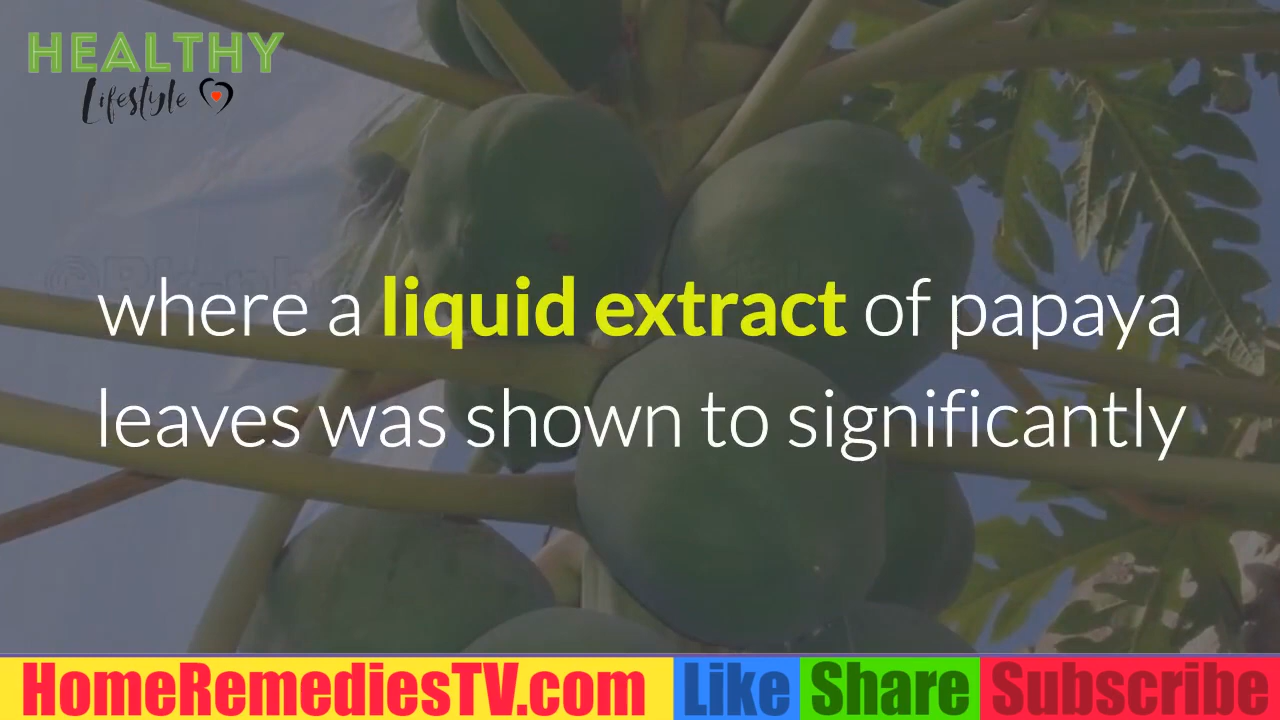 HEALTHY
Lifestyle
where a liquid extract of papaya
leaves was shown to significantly
HomeRemediesTV.com Like Share Subscribe